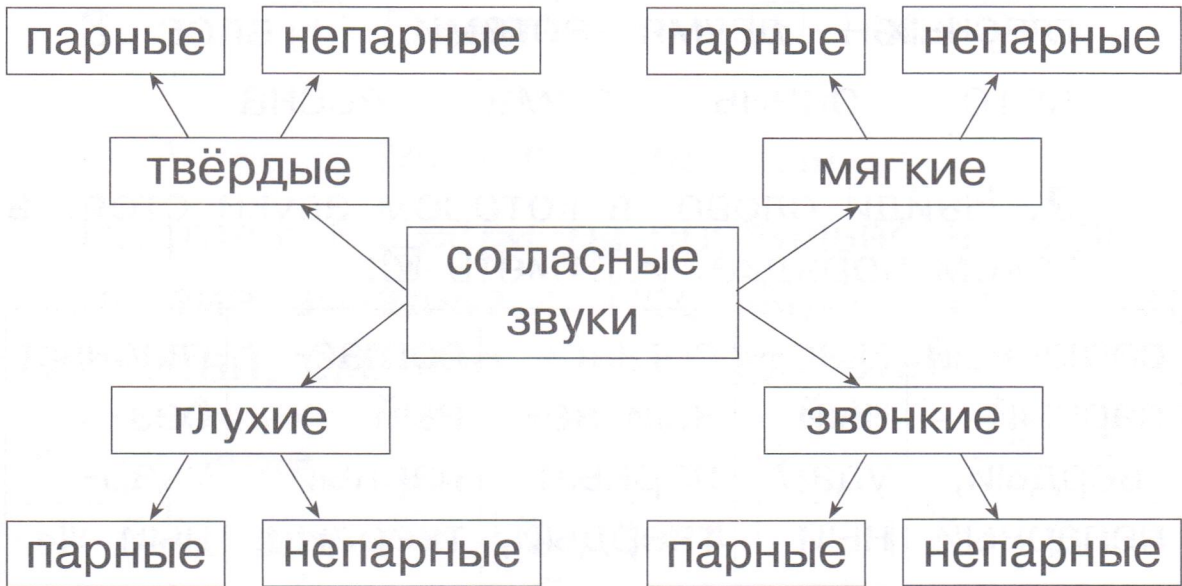 парные непарные парные непарные
твёрдые мягкие
согласные
звуки
глухие звонкие
парные непарные парные непарные